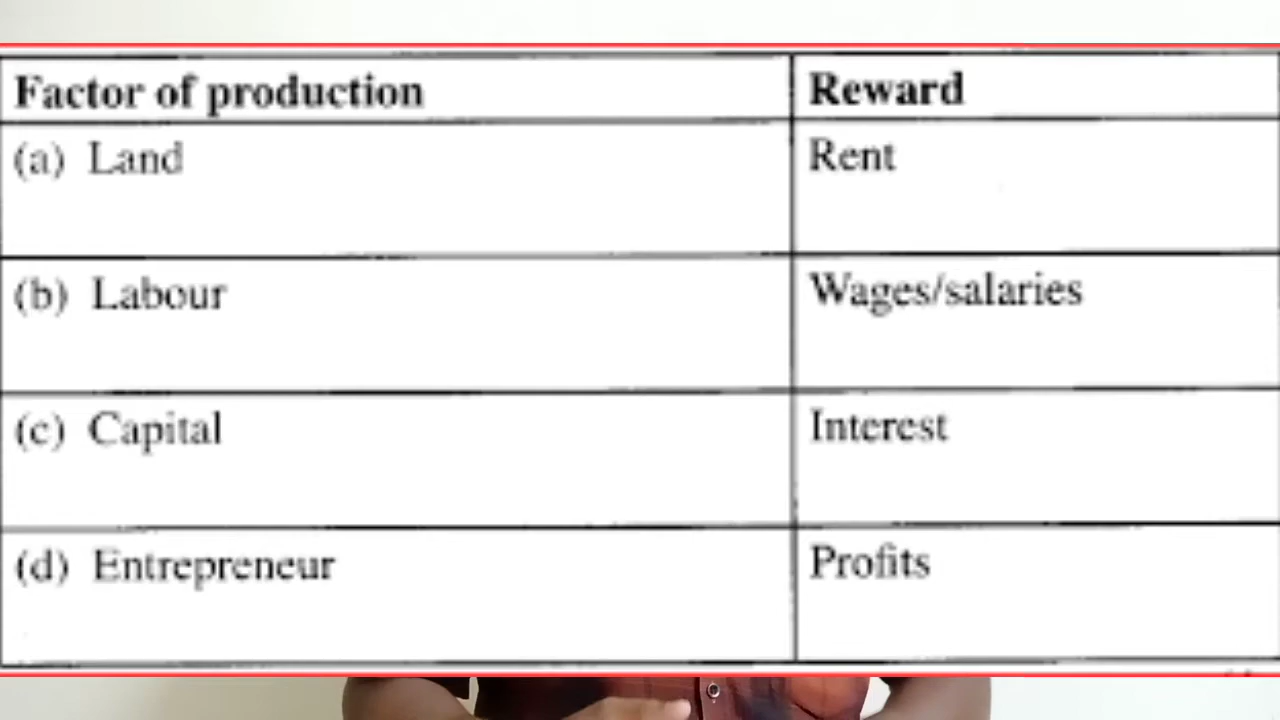 Factor of production Reward
(a) Land Rent
(b) Labour Wages/salaries
(c) Capital Interest
(d) Entrepreneur Profits